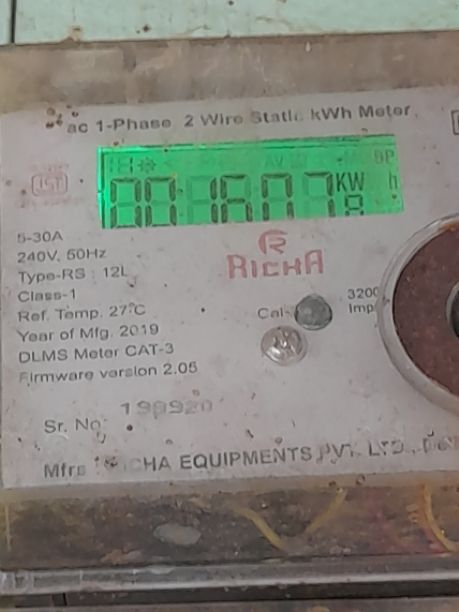 ac 1-Phase 2 Wire Static kWh Meter
KW h
5-30A
240V, 50Hz
Type-RS : 12L
Class-1
Ref. Temp. 27°C
Year of Mfg. 2019
DLMS Meter CAT-3
Firmware version 2.05
RICHA
Cal-
3200
Imp
Sr. No. 199920
Mfrs CHA EQUIPMENTS PVT. LTD.